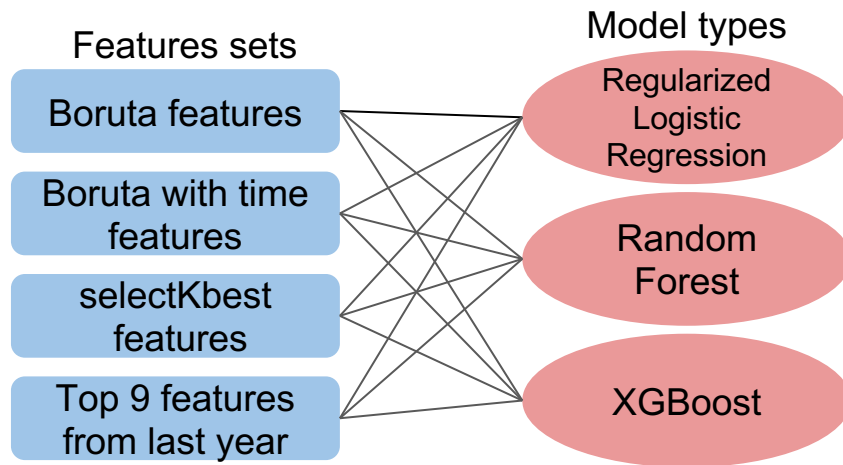 Features sets
Boruta features
Boruta with time
features
selectKbest
features
Top 9 features
from last year
Model types
Regularized
Logistic
Regression
Random
Forest
XGBoost